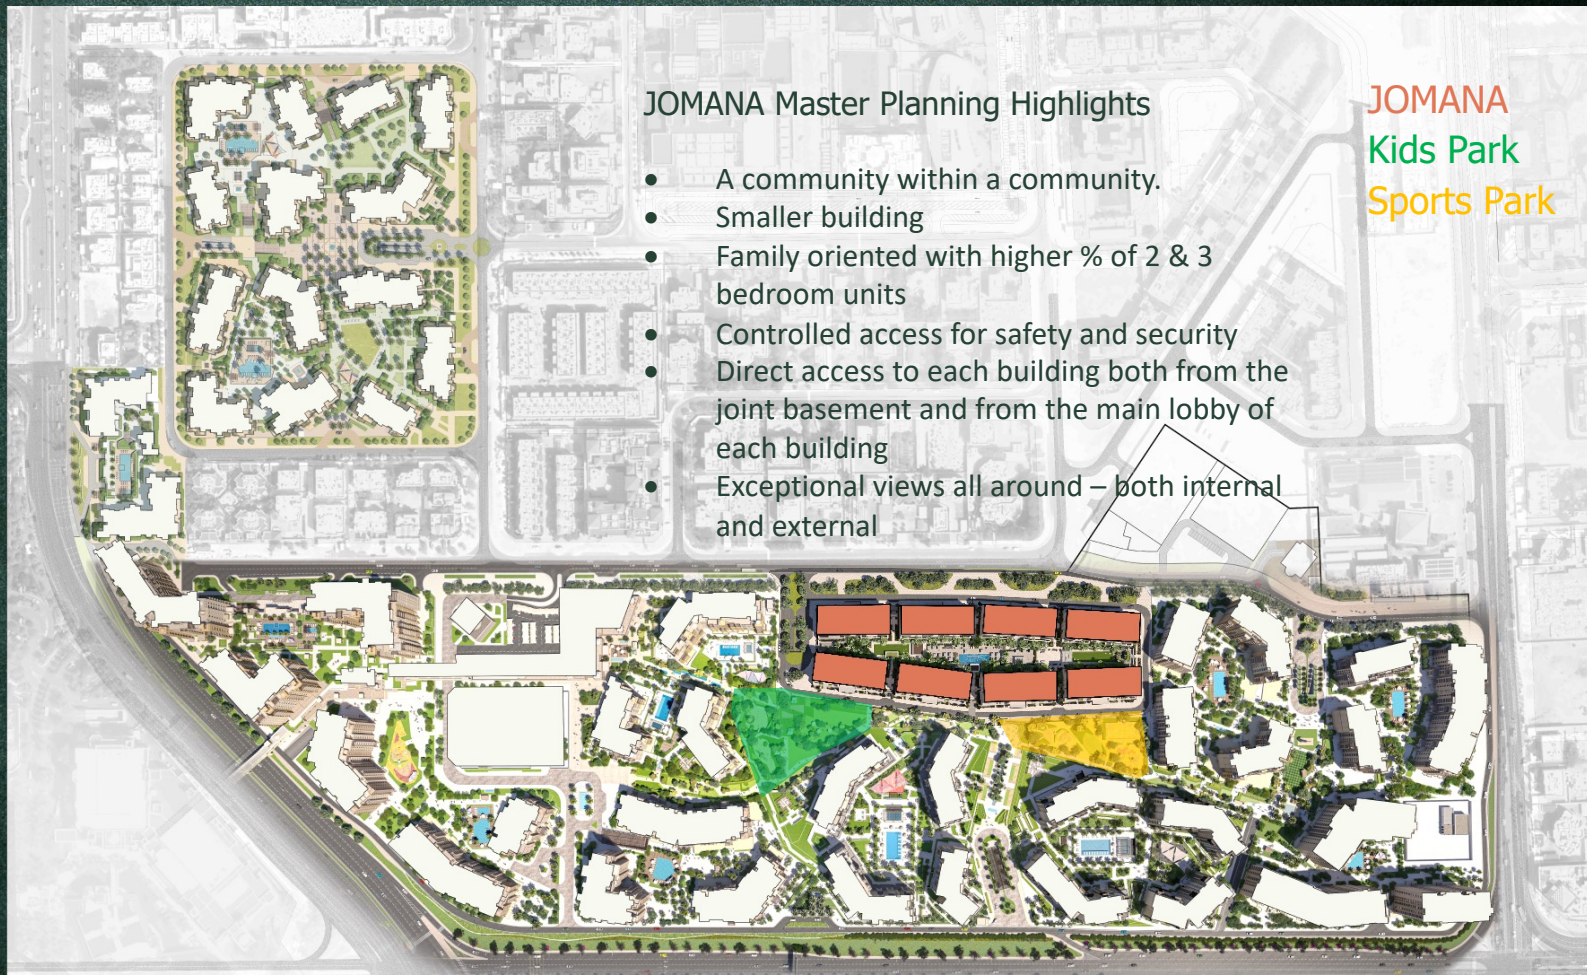 JOMANA Master Planning Highlights
• A community within a community.
• Smaller building
• Family oriented with higher % of 2 & 3
bedroom units
• Controlled access for safety and security
• Direct access to each building both from the
joint basement and from the main lobby of
each building
• Exceptional views all around – both internal
and external
JOMANA
Kids Park
Sports Park